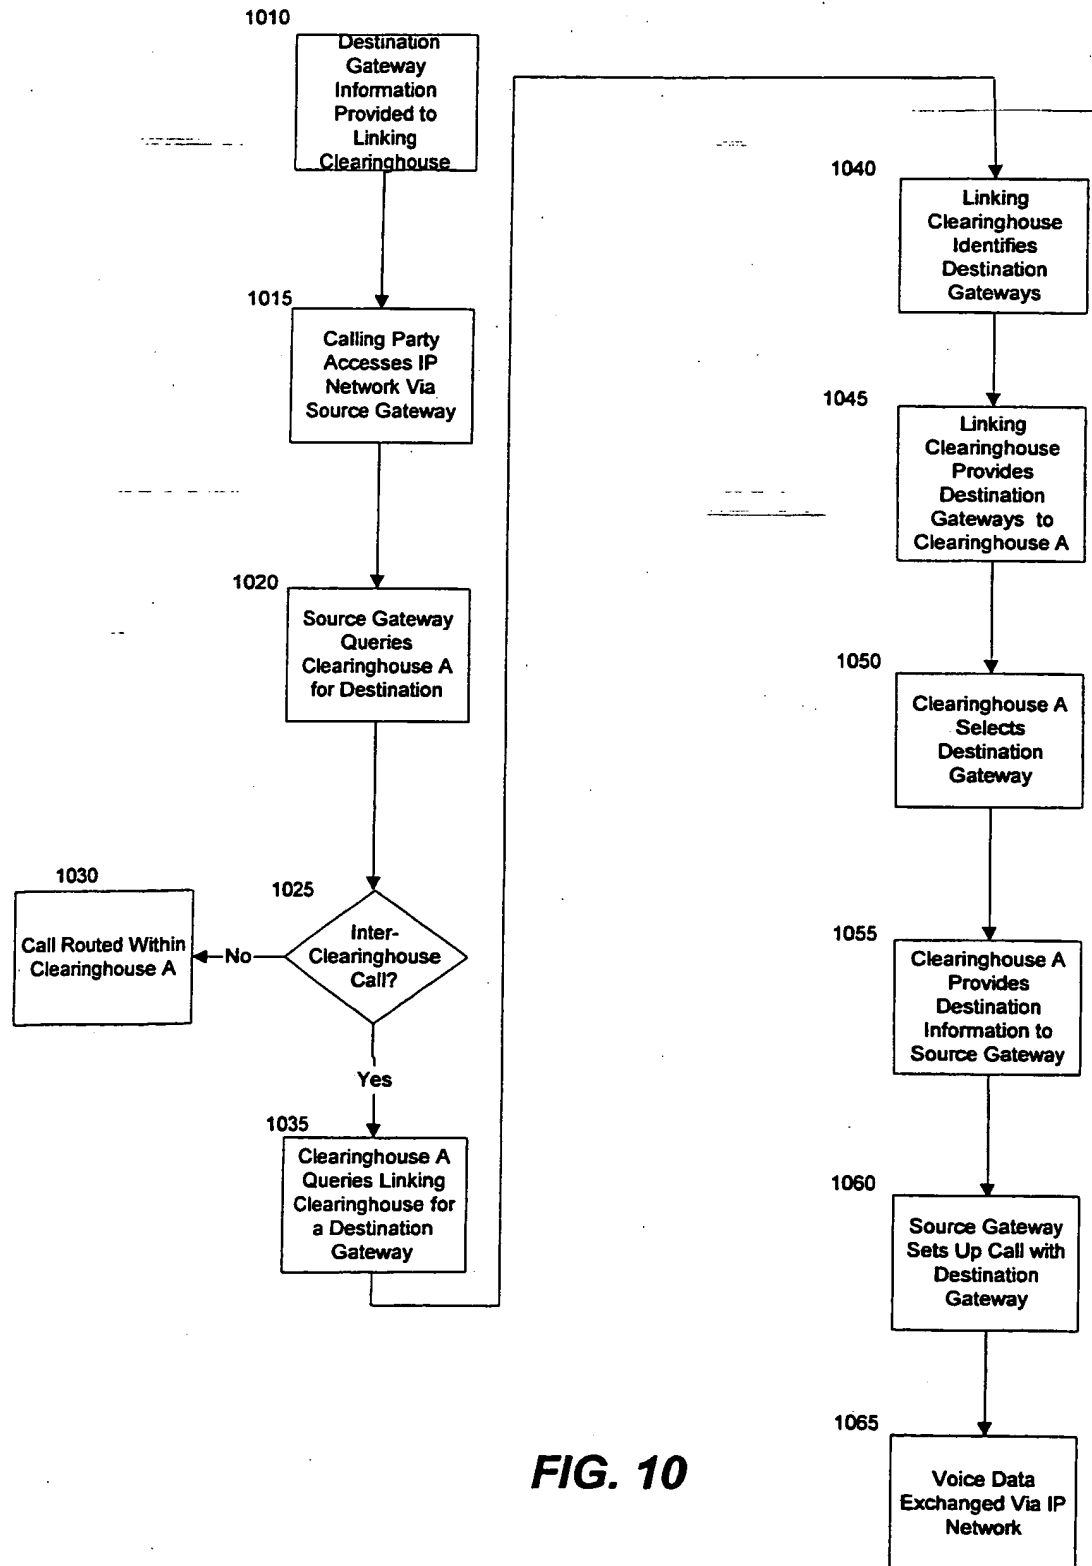 1010
Destination
Gateway
Information
Provided to
Linking
Clearinghouse
1015
Calling Party
Accesses IP
Network Via
Source Gateway
1020
Source Gateway
Queries
Clearinghouse A
for Destination
1025
Inter-
Clearinghouse
Call?
No
1030
Call Routed Within
Clearinghouse A
Yes
1035
Clearinghouse A
Queries Linking
Clearinghouse for
a Destination
Gateway
1040
Linking
Clearinghouse
Identifies
Destination
Gateways
1045
Linking
Clearinghouse
Provides
Destination
Gateways to
Clearinghouse A
1050
Clearinghouse A
Selects
Destination
Gateway
1055
Clearinghouse A
Provides
Destination
Information to
Source Gateway
1060
Source Gateway
Sets Up Call with
Destination
Gateway
1065
Voice Data
Exchanged Via IP
Network
FIG. 10